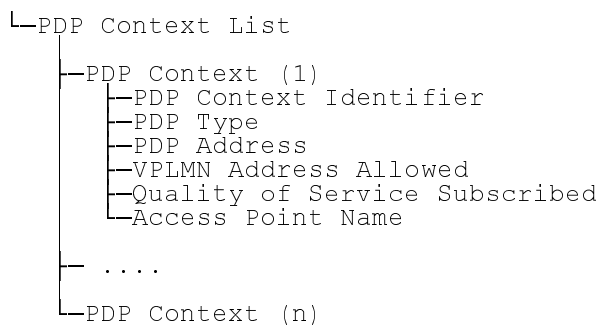 PDP Context List
PDP Context (1)
PDP Context Identifier
PDP Type
PDP Address
VPLMN Address Allowed
Quality of Service Subscribed
Access Point Name
....
PDP Context (n)